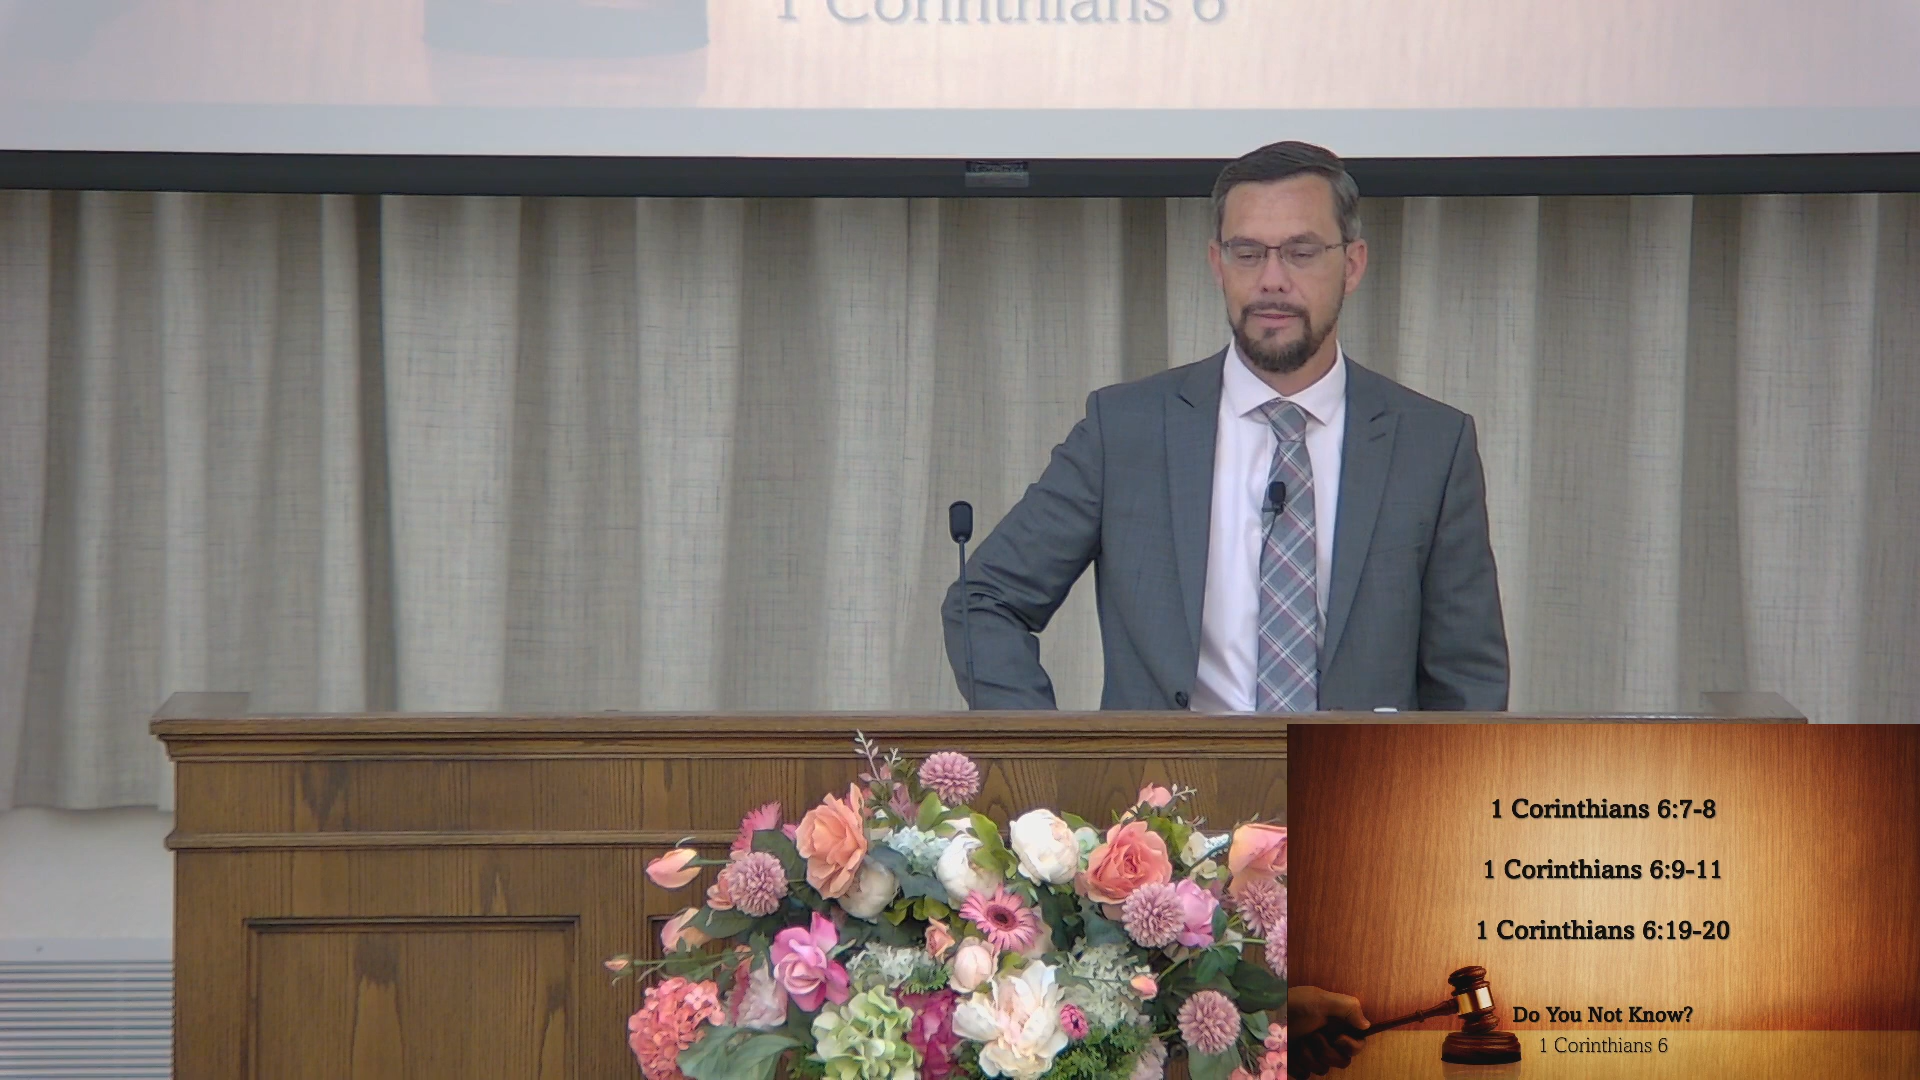 1 Corinthians 6
1 Corinthians 6:7-8
1 Corinthians 6:9-11
1 Corinthians 6:19-20
Do You Not Know?
1 Corinthians 6